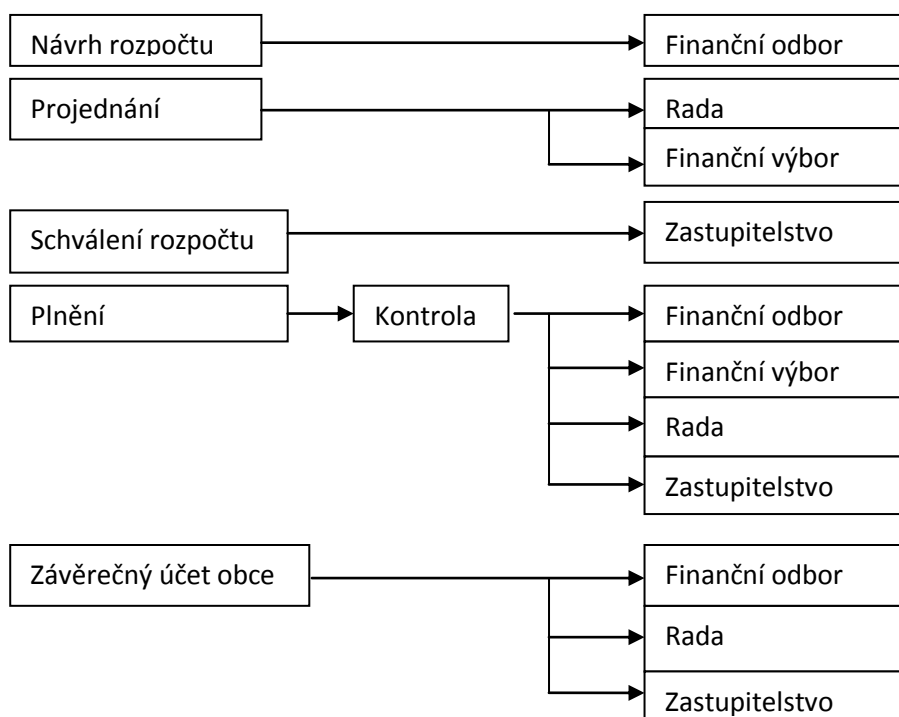 Návrh rozpočtu
Finanční odbor
Projednání
Rada
Finanční výbor
Schválení rozpočtu
Zastupitelstvo
Plnění
Kontrola
Finanční odbor
Finanční výbor
Rada
Zastupitelstvo
Závěrečný účet obce
Finanční odbor
Rada
Zastupitelstvo